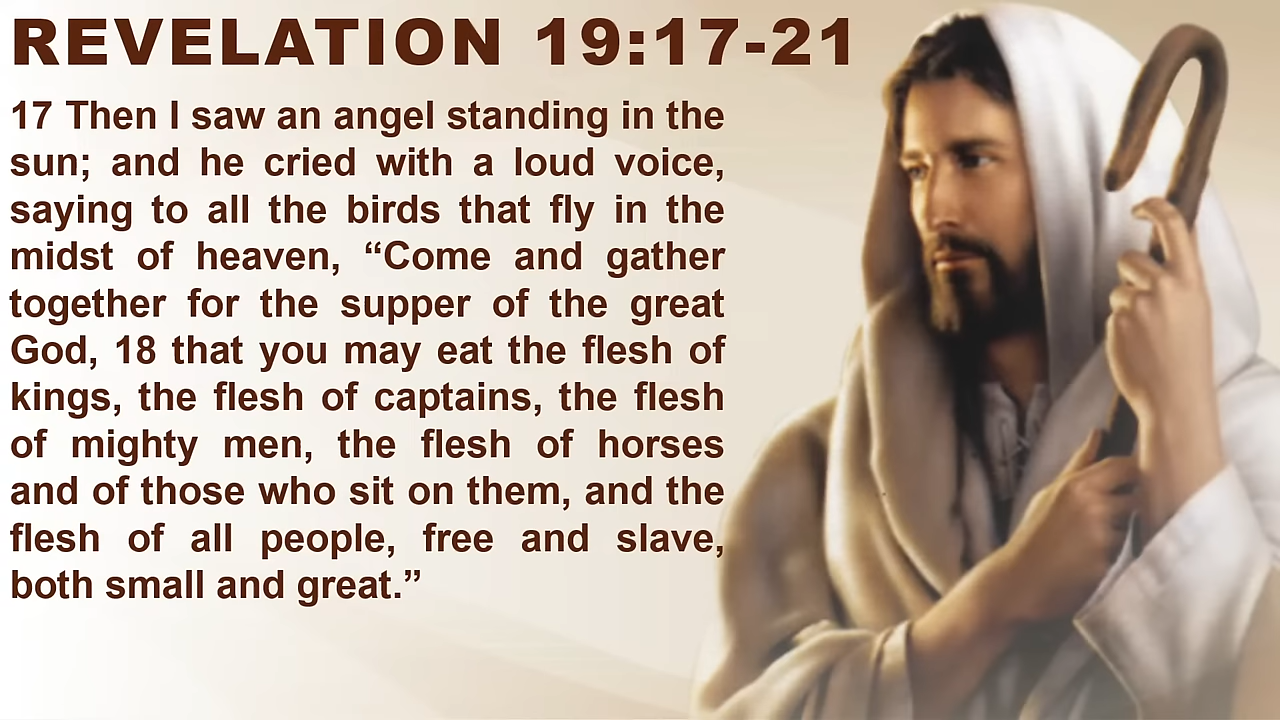 REVELATION 19:17-21
17 Then I saw an angel standing in the
sun; and he cried with a loud voice,
saying to all the birds that fly in the
midst of heaven, “Come and gather
together for the supper of the great
God, 18 that you may eat the flesh of
kings, the flesh of captains, the flesh
of mighty men, the flesh of horses
and of those who sit on them, and the
flesh of all people, free and slave,
both small and great.”